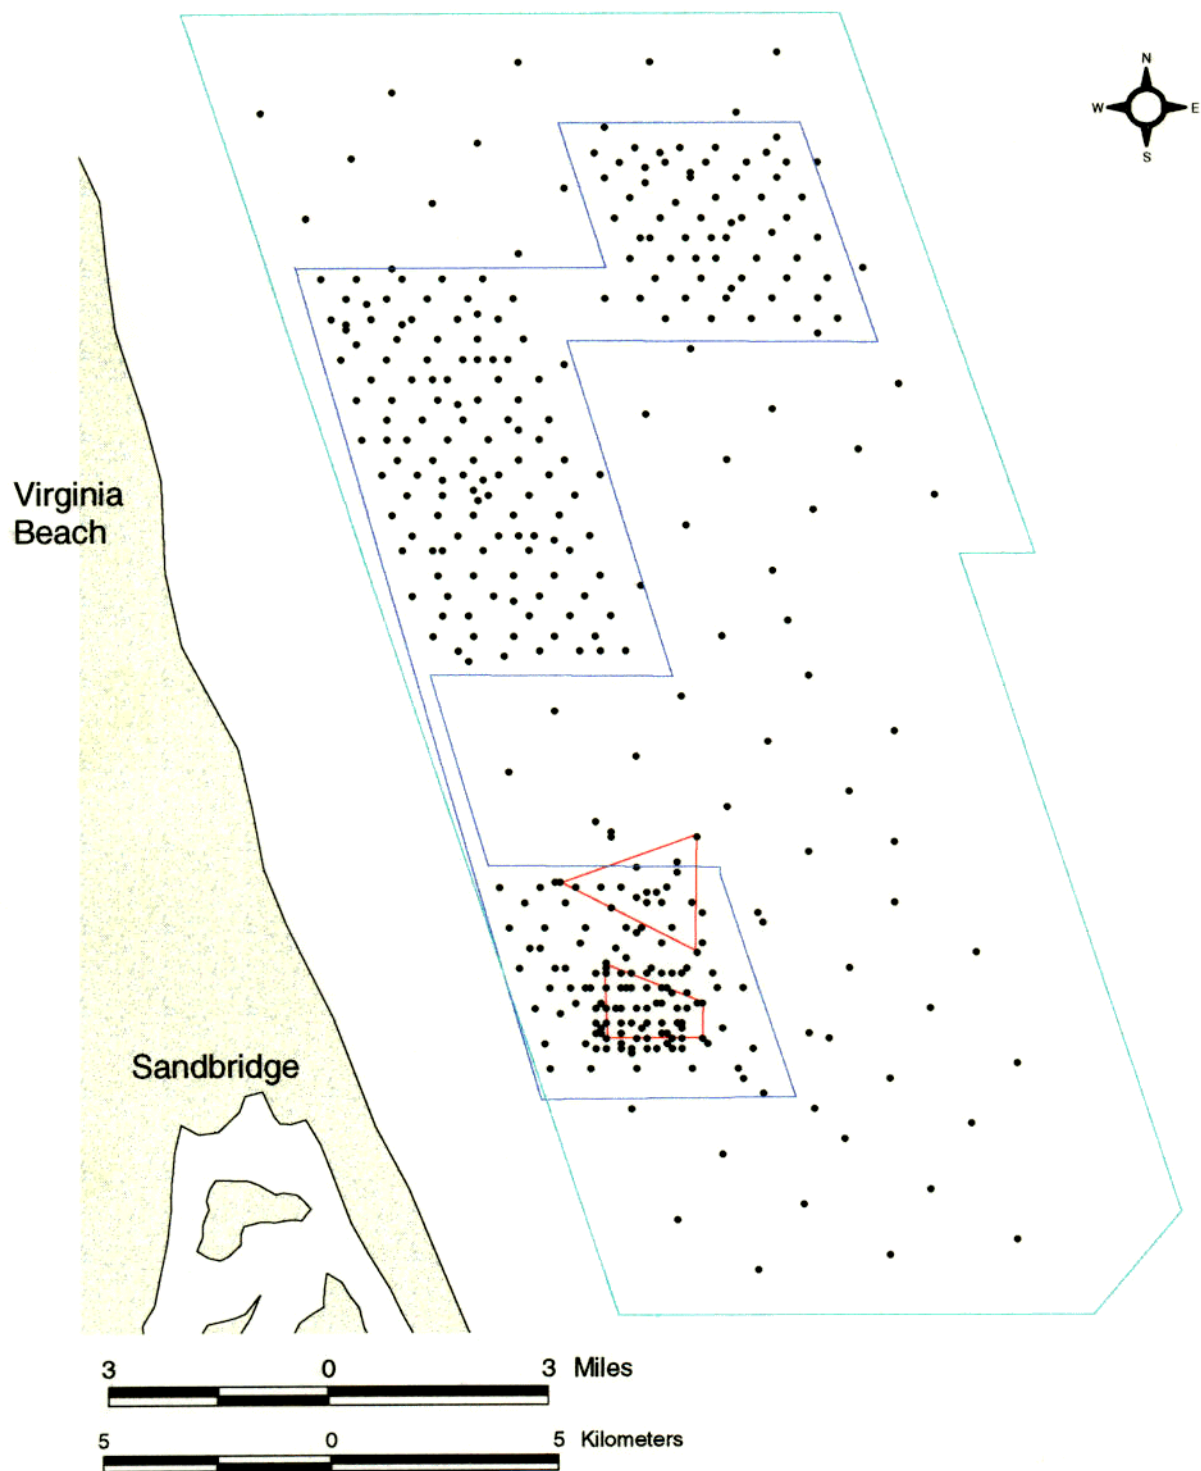 N
W E
S
Virginia
Beach
Sandbridge
3 0 3 Miles
5 0 5 Kilometers